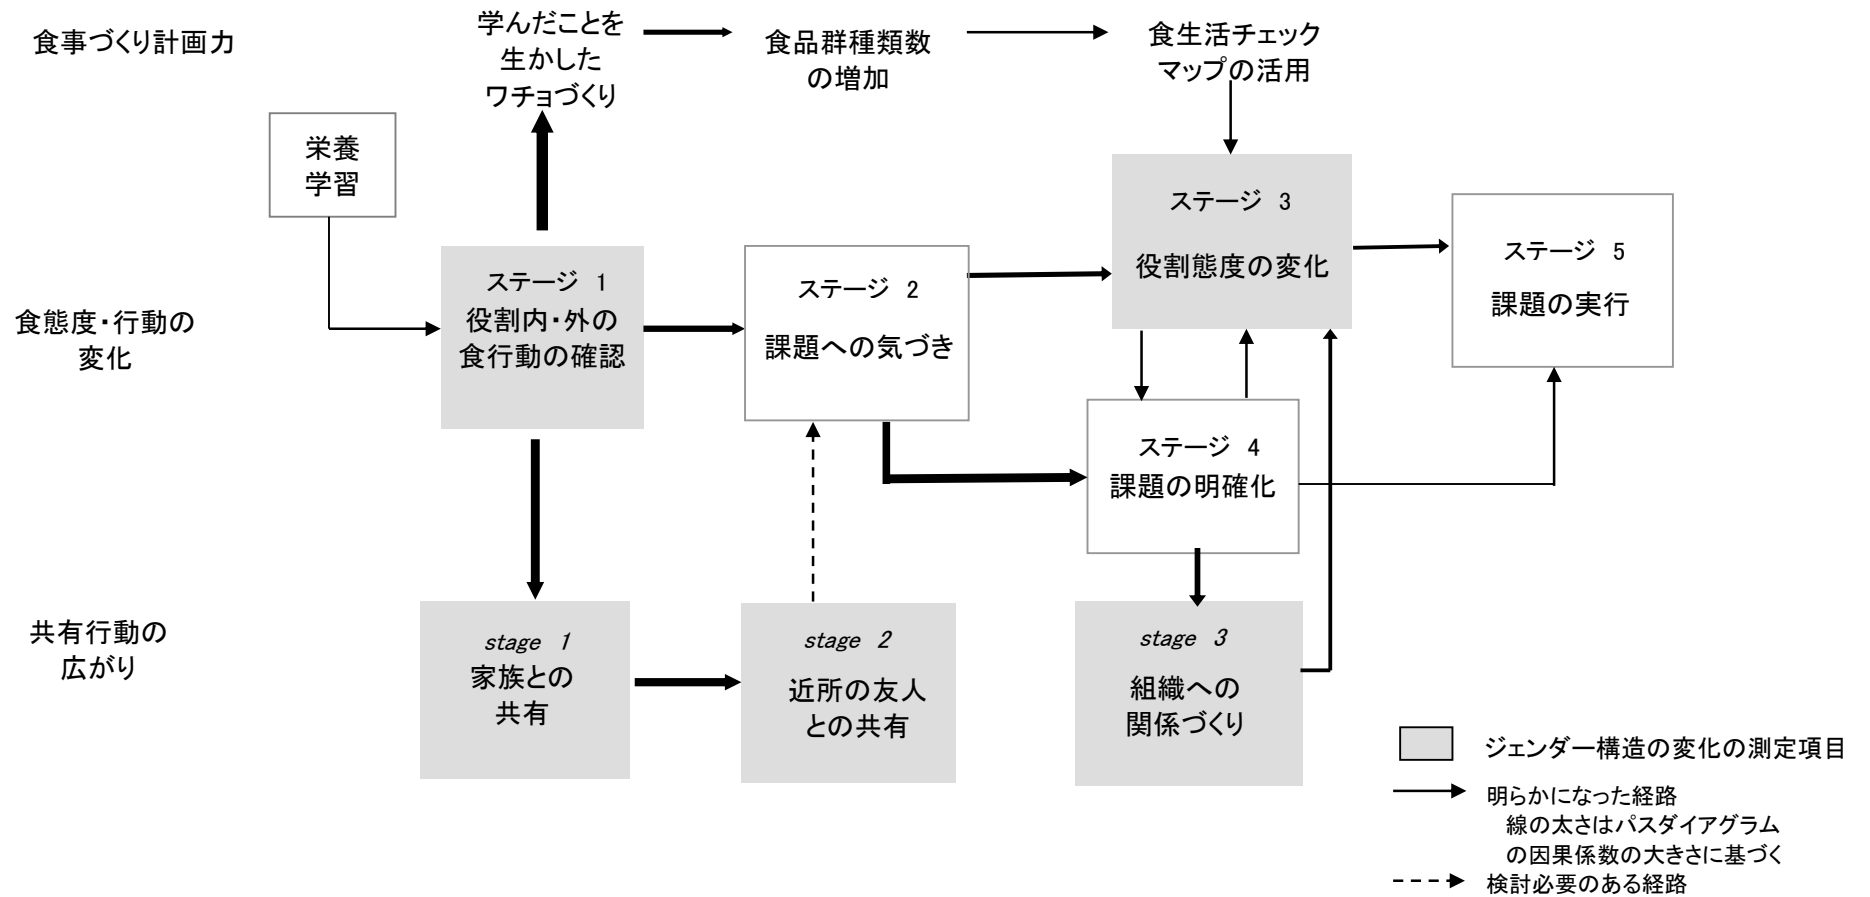 食事づくり計画力
学んだことを
生かした
ワチョづくり
食品群種類数
の増加
食生活チェック
マップの活用
栄養
学習
食態度・行動の
変化
ステージ 1
役割内・外の
食行動の確認
ステージ 2
課題への気づき
ステージ 3
役割態度の変化
ステージ 5
課題の実行
ステージ 4
課題の明確化
共有行動の
広がり
stage 1
家族との
共有
stage 2
近所の友人
との共有
stage 3
組織への
関係づくり
ジェンダー構造の変化の測定項目
明らかになった経路
線の太さはパスダイアグラム
の因果係数の大きさに基づく
検討必要のある経路